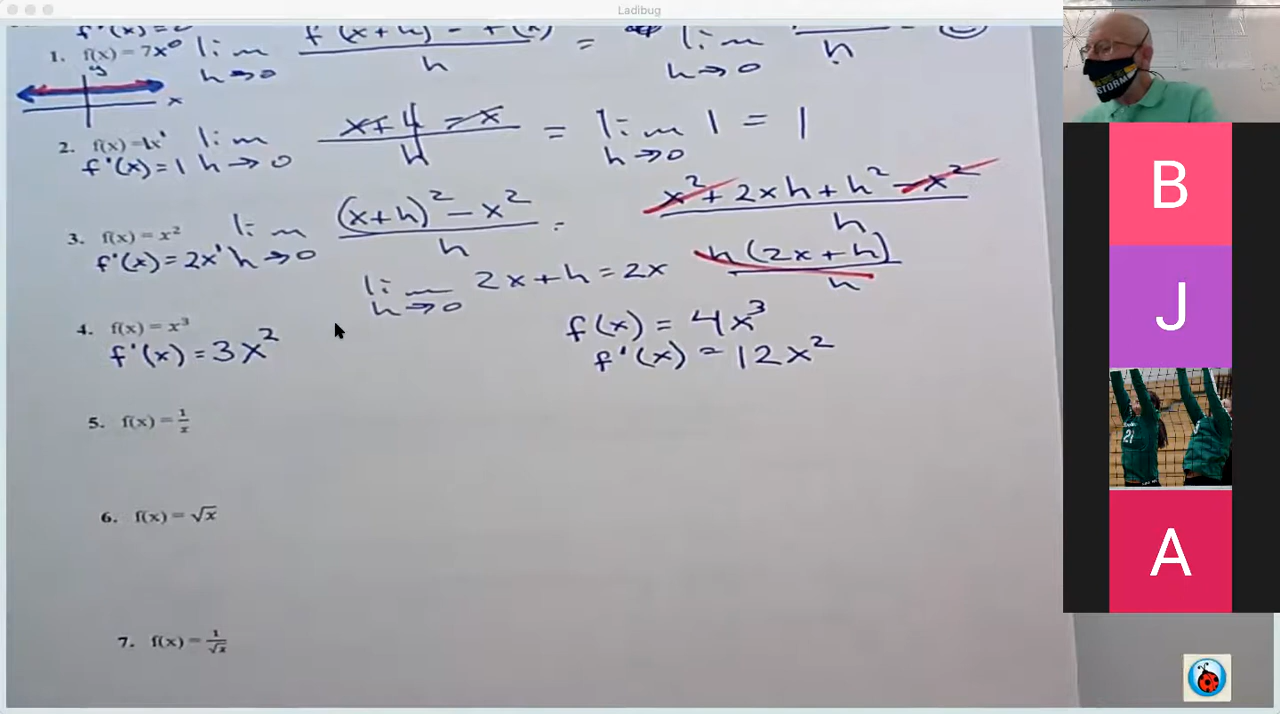 Ladibug
f'(x) =
1. f(x) = 7x⁰ lim h→0 f(x+h) - f(x) / h = lim h→0 / h =
y
x
2. f(x) = 1x¹ lim h→0 x+h-x / h = lim h→0 1 = 1
f'(x) = 1
3. f(x) = x² lim h→0 (x+h)² - x² / h = x² + 2xh + h² - x² / h
f'(x) = 2x¹
h(2x+h) / h
lim h→0 2x+h = 2x
4. f(x) = x³
f'(x) = 3x²
f(x) = 4x³
f'(x) = 12x²
5. f(x) = 1/x
6. f(x) = √x
7. f(x) = 1/√x
STORM
B
J
21
A